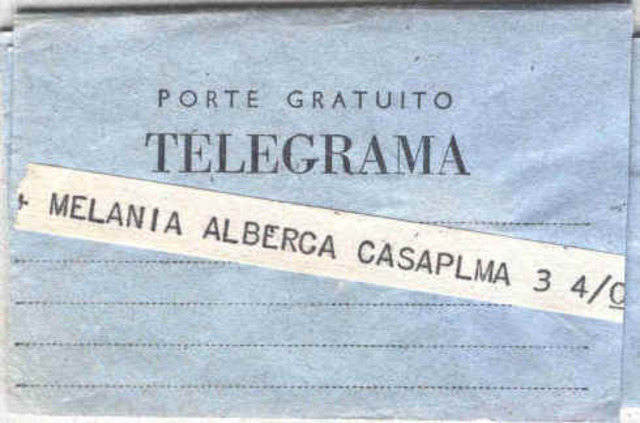 PORTE GRATUITO
TELEGRAMA
+ MELANIA ALBERCA CASAPLMA 3 4/